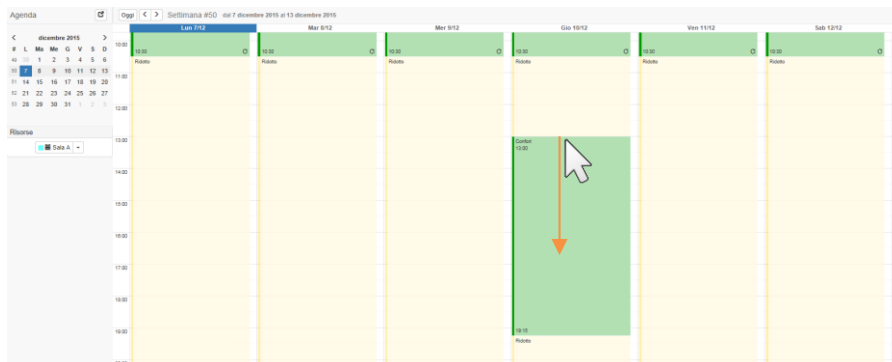 Agenda
Oggi < > Settimana #50 dal 7 dicembre 2015 al 13 dicembre 2015
< dicembre 2015 >
# L Ma Me G V S D
49 30 1 2 3 4 5 6
50 7 8 9 10 11 12 13
51 14 15 16 17 18 19 20
52 21 22 23 24 25 26 27
53 28 29 30 31 1 2 3
Risorse
Sala A
Lun 7/12 Mar 8/12 Mer 9/12 Gio 10/12 Ven 11/12 Sab 12/12
10:00
10:30 10:30 10:30 10:30 10:30 10:30
Ridotto Ridotto Ridotto Ridotto Ridotto Ridotto
11:00
12:00
13:00
Confort
13:00
14:00
15:00
16:00
17:00
18:00
19:00
19:15
Ridotto